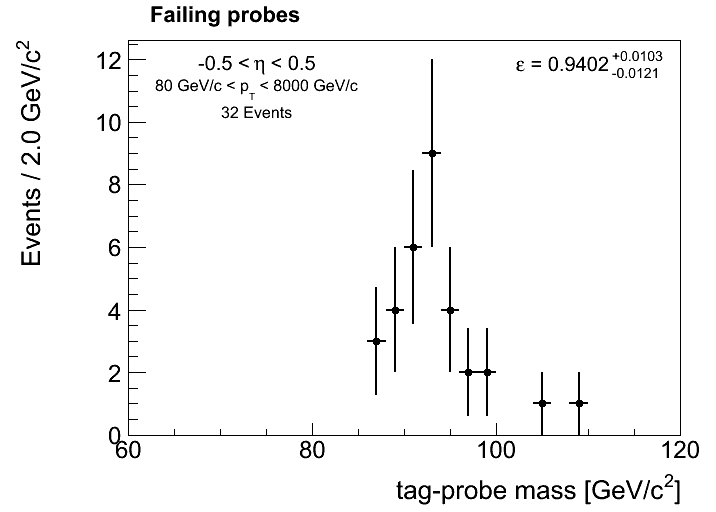 Failing probes
Events / 2.0 GeV/c²
-0.5 < η < 0.5
80 GeV/c < p_T < 8000 GeV/c
32 Events
ε = 0.9402 +0.0103 -0.0121
12
10
8
6
4
2
0
60 80 100 120
tag-probe mass [GeV/c²]